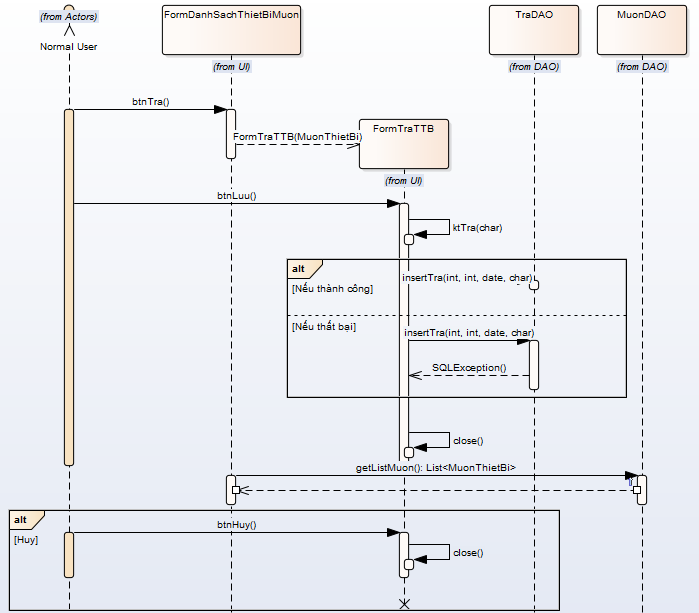 (from Actors)
Normal User
FormDanhSachThietBiMuon
(from UI)
TraDAO
(from DAO)
MuonDAO
(from DAO)
btnTra()
FormTraTTB(MuonThietBi)
FormTraTTB
(from UI)
btnLuu()
ktTra(char)
alt
[Nếu thành công]
insertTra(int, int, date, char)
[Nếu thất bại]
insertTra(int, int, date, char)
SQLException()
close()
getListMuon(): List<MuonThietBi>
alt
[Huy]
btnHuy()
close()